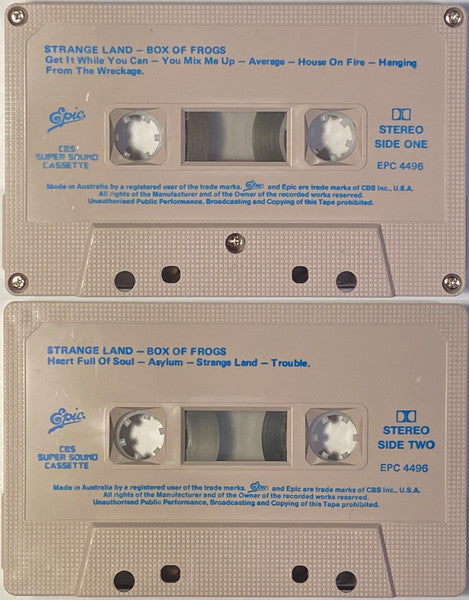 STRANGE LAND – BOX OF FROGS
Get It While You Can – You Mix Me Up – Average – House On Fire – Hanging
From The Wreckage.
Epic
CBS
SUPER SOUND
CASSETTE
STEREO
SIDE ONE
EPC 4496
Made in Australia by a registered user of the trade marks. Epic and Epic are trade marks of CBS Inc., U.S.A.
All rights of the Manufacturer and of the Owner of the recorded works reserved.
Unauthorised Public Performance, Broadcasting and Copying of this Tape prohibited.
STRANGE LAND – BOX OF FROGS
Heart Full Of Soul – Asylum – Strange Land – Trouble.
Epic
CBS
SUPER SOUND
CASSETTE
STEREO
SIDE TWO
EPC 4496
Made in Australia by a registered user of the trade marks. Epic and Epic are trade marks of CBS Inc., U.S.A.
All rights of the Manufacturer and of the Owner of the recorded works reserved.
Unauthorised Public Performance, Broadcasting and Copying of this Tape prohibited.